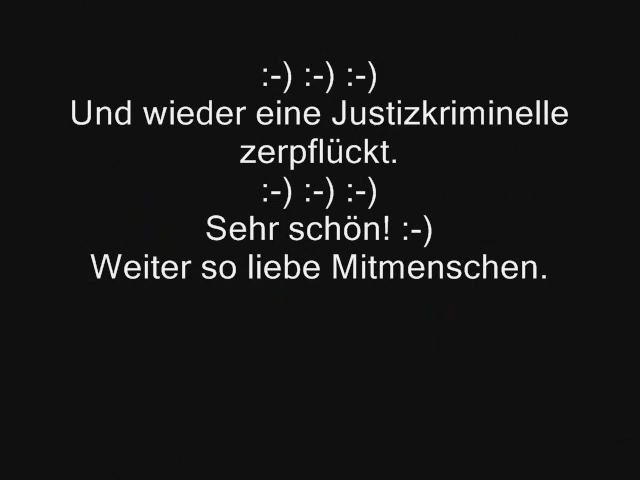 :-) :-) :-)
Und wieder eine Justizkriminelle
zerpflückt.
:-) :-) :-)
Sehr schön! :-)
Weiter so liebe Mitmenschen.